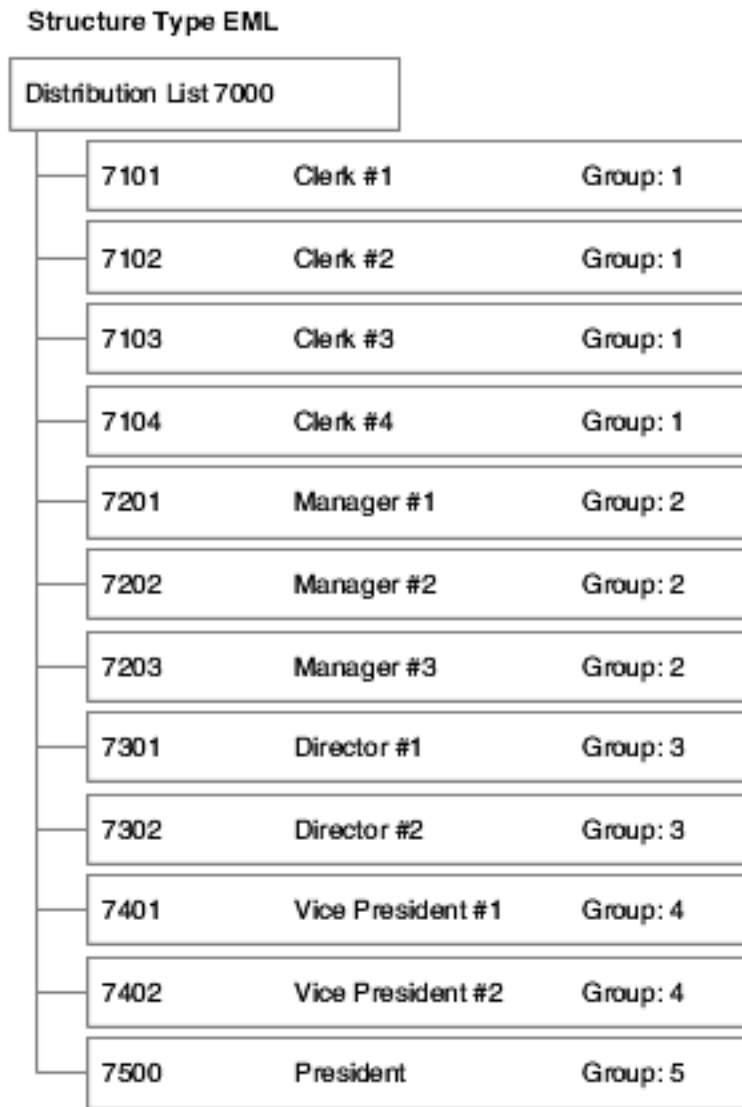 Structure Type EML
Distribution List 7000
7101 Clerk #1 Group: 1
7102 Clerk #2 Group: 1
7103 Clerk #3 Group: 1
7104 Clerk #4 Group: 1
7201 Manager #1 Group: 2
7202 Manager #2 Group: 2
7203 Manager #3 Group: 2
7301 Director #1 Group: 3
7302 Director #2 Group: 3
7401 Vice President #1 Group: 4
7402 Vice President #2 Group: 4
7500 President Group: 5